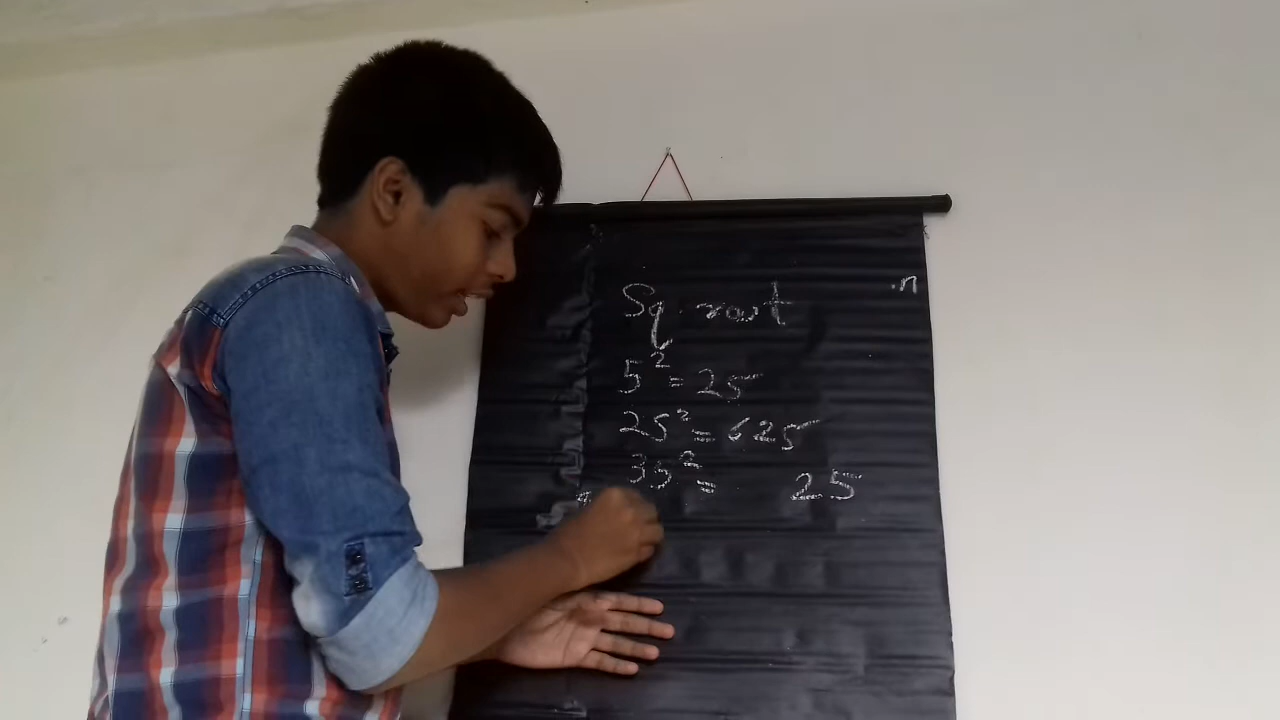 Sq. root
5² = 25
25² = 625
35² = 25